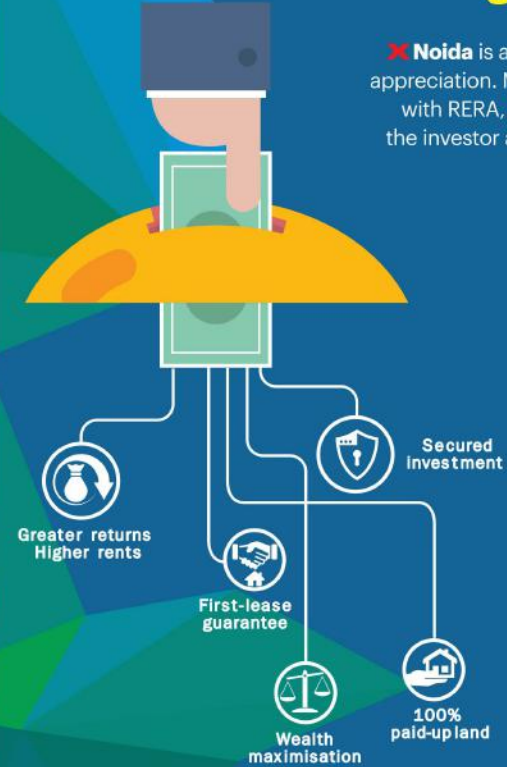 Noida is a
appreciation.
with RERA,
the investor
Secured
investment
Greater returns
Higher rents
First-lease
guarantee
100%
paid-up land
Wealth
maximisation